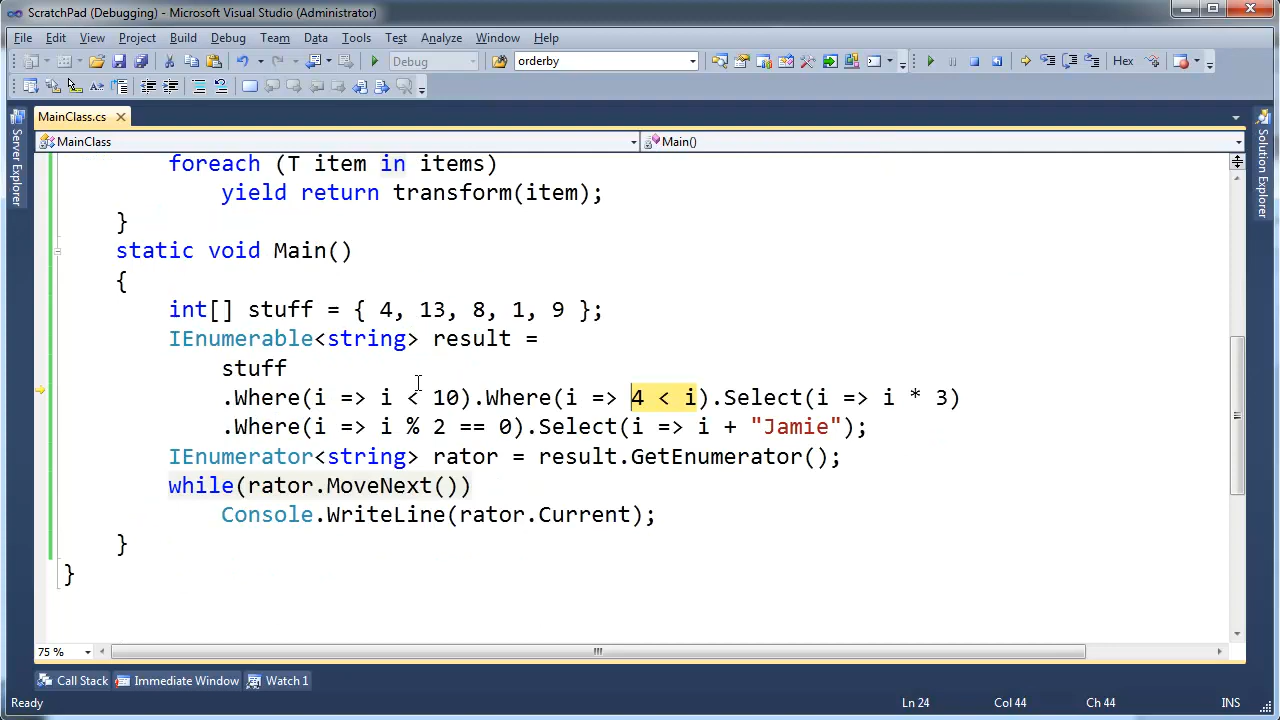 ScratchPad (Debugging) - Microsoft Visual Studio (Administrator)
File Edit View Project Build Debug Team Data Tools Test Analyze Window Help
Debug orderby Hex
MainClass.cs
MainClass Main()
Server Explorer
Solution Explorer
foreach (T item in items)
yield return transform(item);
}
static void Main()
{
int[] stuff = { 4, 13, 8, 1, 9 };
IEnumerable<string> result =
stuff
.Where(i => i < 10).Where(i => 4 < i).Select(i => i * 3)
.Where(i => i % 2 == 0).Select(i => i + "Jamie");
IEnumerator<string> rator = result.GetEnumerator();
while(rator.MoveNext())
Console.WriteLine(rator.Current);
}
}
75 %
Call Stack Immediate Window Watch 1
Ready Ln 24 Col 44 Ch 44 INS